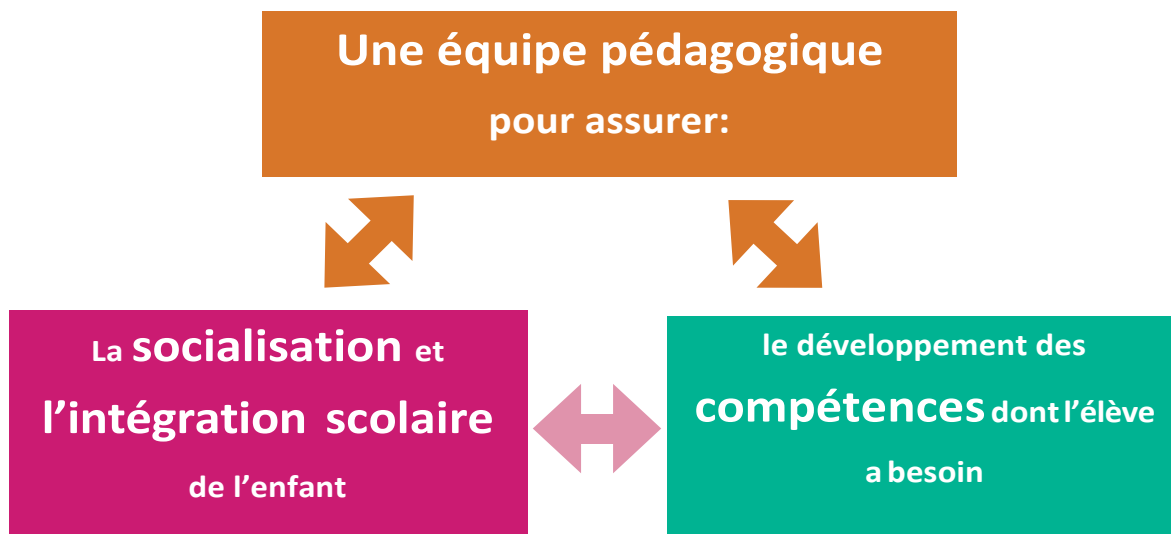 Une équipe pédagogique
pour assurer:
La socialisation et
l’intégration scolaire
de l’enfant
le développement des
compétences dont l’élève
a besoin